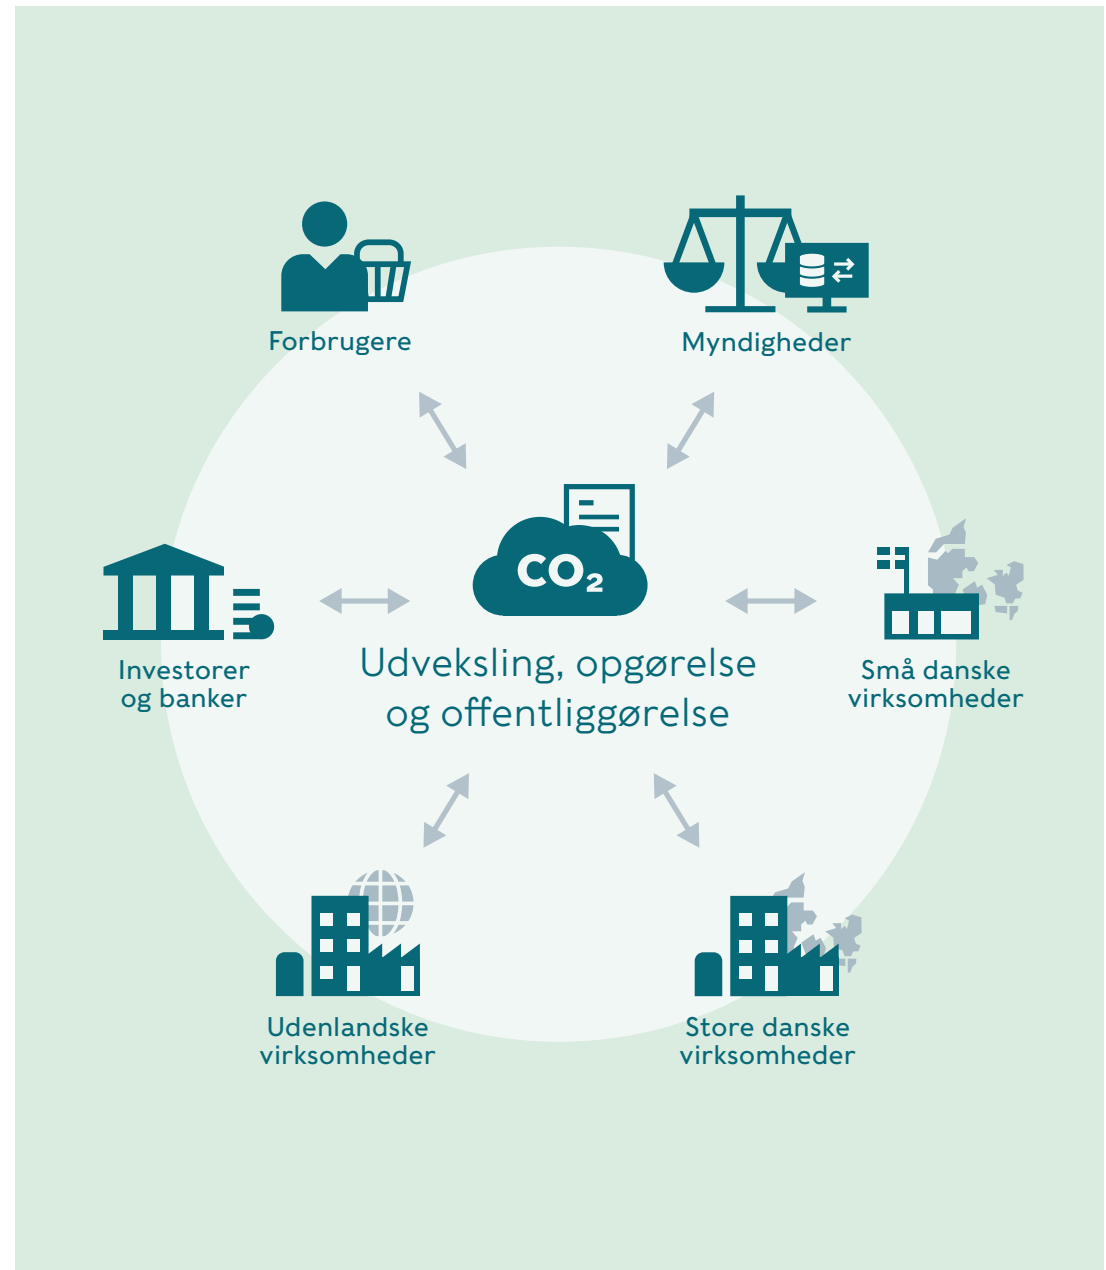 Forbrugere
Myndigheder
CO₂
Investorer
og banker
Udveksling, opgørelse
og offentliggørelse
Små danske
virksomheder
Udenlandske
virksomheder
Store danske
virksomheder